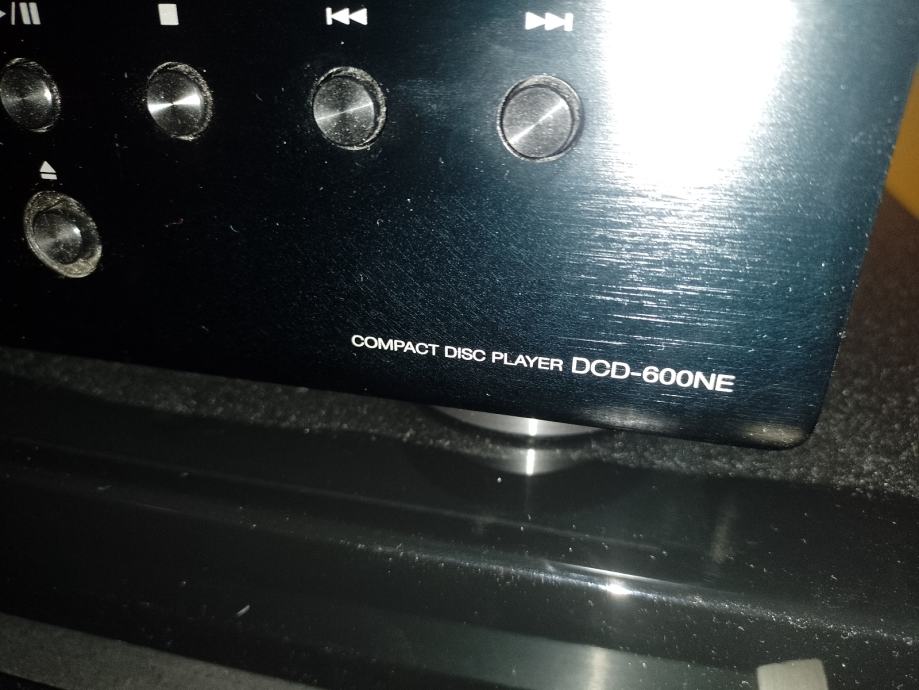 COMPACT DISC PLAYER DCD-600NE